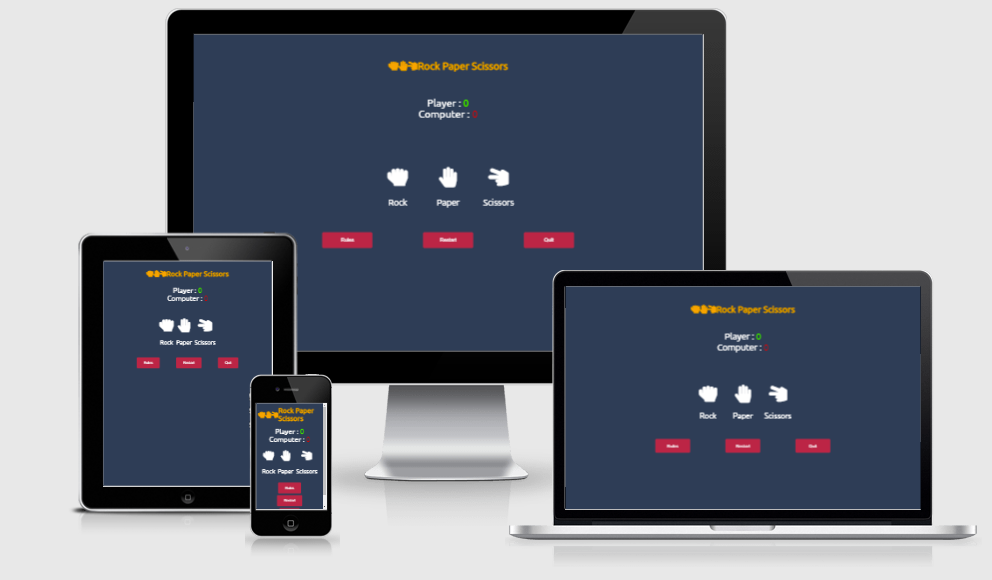 Rock Paper Scissors
Player : 0
Computer : 0
Rock Paper Scissors
Rules Restart Quit
Rock Paper Scissors
Player : 0
Computer : 0
Rock Paper Scissors
Rules Restart Quit
Rock Paper
Scissors
Player : 0
Computer :
Rock Paper Scissors
Rules
Restart
Rock Paper Scissors
Player : 0
Computer :
Rock Paper Scissors
Rules Restart Quit